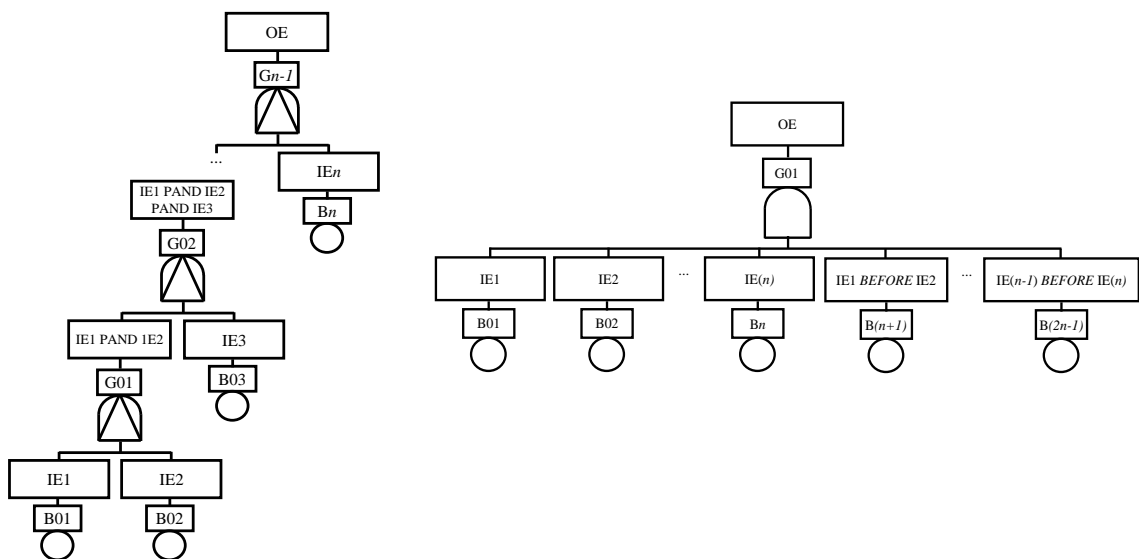 OE
Gn-1
...
IEn
Bn
IE1 PAND IE2
PAND IE3
G02
IE1 PAND 1E2
IE3
B03
G01
IE1
IE2
B01
B02
OE
G01
IE1
IE2
...
IE(n)
IE1 BEFORE IE2
...
IE(n-1) BEFORE IE(n)
B01
B02
Bn
B(n+1)
B(2n-1)